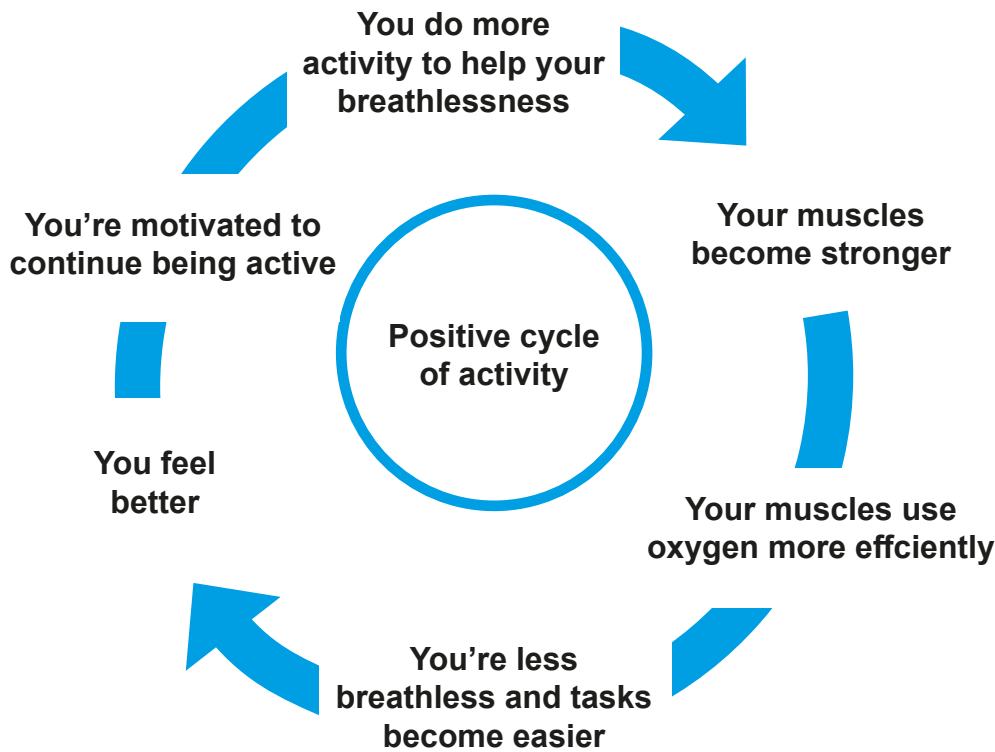 You do more
activity to help your
breathlessness
Your muscles
become stronger
Your muscles use
oxygen more effciently
You’re less
breathless and tasks
become easier
You feel
better
You’re motivated to
continue being active
Positive cycle
of activity